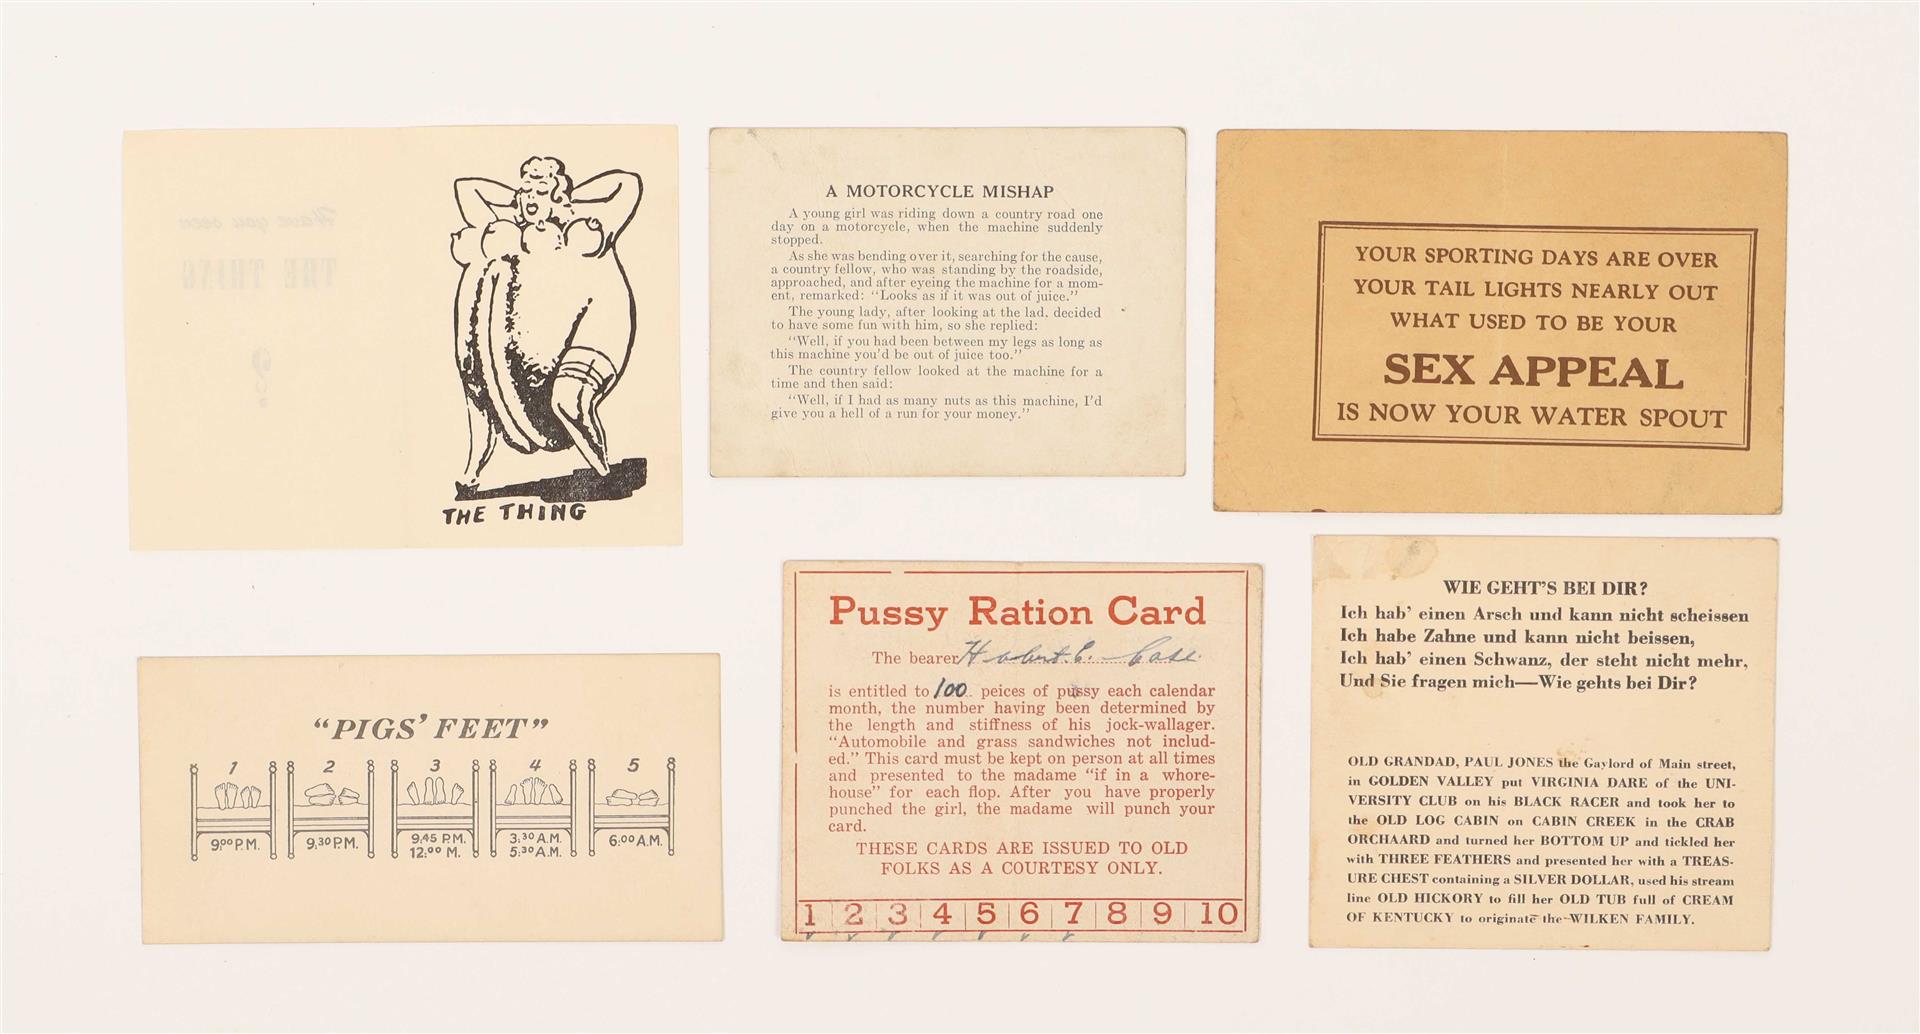 Have you seen
THE THING
?
THE THING
A MOTORCYCLE MISHAP
A young girl was riding down a country road one
day on a motorcycle, when the machine suddenly
stopped.
As she was bending over it, searching for the cause,
a country fellow, who was standing by the roadside,
approached, and after eyeing the machine for a mom-
ent, remarked: "Looks as if it was out of juice."
The young lady, after looking at the lad. decided
to have some fun with him, so she replied:
"Well, if you had been between my legs as long as
this machine you'd be out of juice too."
The country fellow looked at the machine for a
time and then said:
"Well, if I had as many nuts as this machine, I'd
give you a hell of a run for your money."
YOUR SPORTING DAYS ARE OVER
YOUR TAIL LIGHTS NEARLY OUT
WHAT USED TO BE YOUR
SEX APPEAL
IS NOW YOUR WATER SPOUT
"PIGS' FEET"
1 2 3 4 5
9:00 P.M. 9:30 P.M. 9:45 P.M. 3:30 A.M. 6:00 A.M.
12:00 M. 5:30 A.M.
Pussy Ration Card
The bearer Hobert E. Case
is entitled to 100 peices of pussy each calendar
month, the number having been determined by
the length and stiffness of his jock-wallager.
"Automobile and grass sandwiches not includ-
ed." This card must be kept on person at all times
and presented to the madame "if in a whore-
house" for each flop. After you have properly
punched the girl, the madame will punch your
card.
THESE CARDS ARE ISSUED TO OLD
FOLKS AS A COURTESY ONLY.
1 2 3 4 5 6 7 8 9 10
WIE GEHT'S BEI DIR?
Ich hab' einen Arsch und kann nicht scheissen
Ich habe Zahne und kann nicht beissen,
Ich hab' einen Schwanz, der steht nicht mehr,
Und Sie fragen mich—Wie gehts bei Dir?
OLD GRANDAD, PAUL JONES the Gaylord of Main street,
in GOLDEN VALLEY put VIRGINIA DARE of the UNI-
VERSITY CLUB on his BLACK RACER and took her to
the OLD LOG CABIN on CABIN CREEK in the CRAB
ORCHAARD and turned her BOTTOM UP and tickled her
with THREE FEATHERS and presented her with a TREAS-
URE CHEST containing a SILVER DOLLAR, used his stream
line OLD HICKORY to fill her OLD TUB full of CREAM
OF KENTUCKY to originate the WILKEN FAMILY.